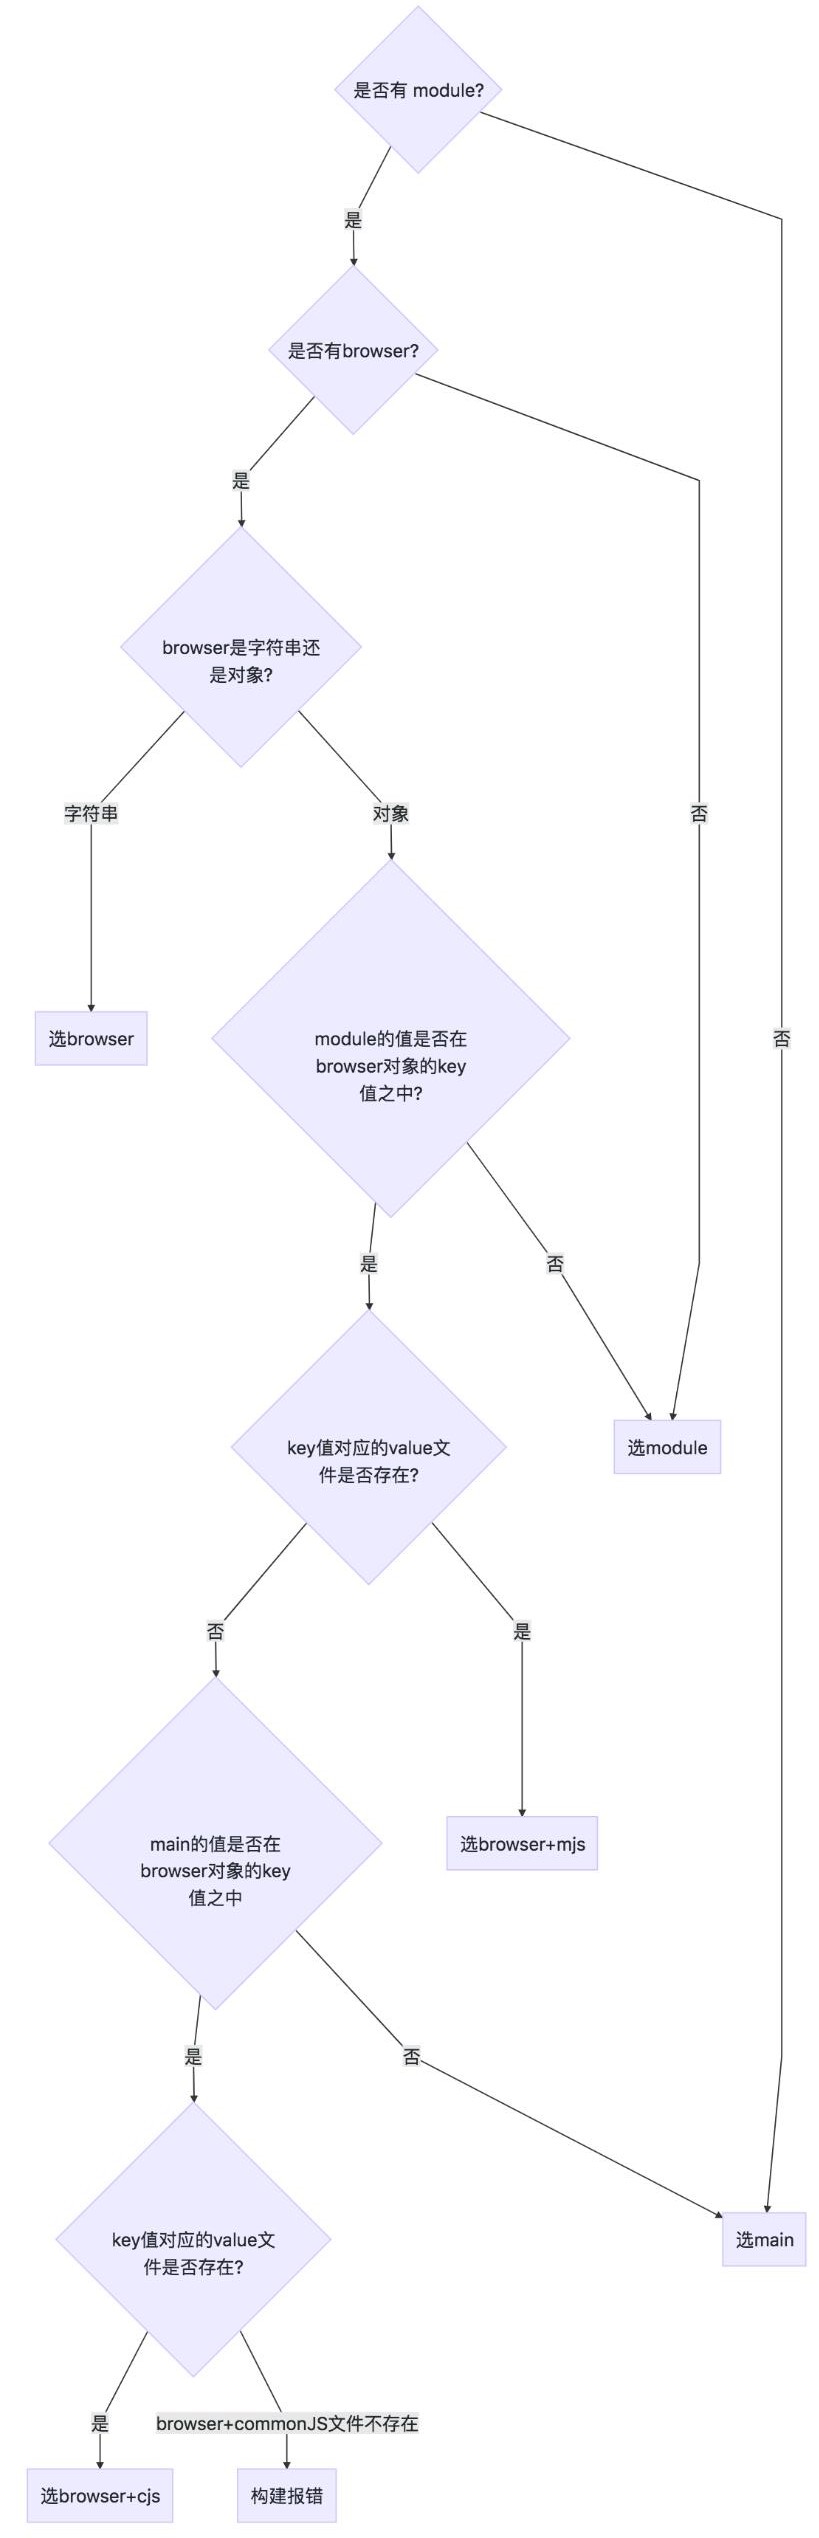 是否有 module?
是
是否有browser?
是
browser是字符串还
是对象?
字符串
对象
否
选browser
module的值是否在
browser对象的key
值之中?
否
是
否
key值对应的value文
件是否存在?
选module
否
是
main的值是否在
browser对象的key
值之中
选browser+mjs
是
否
key值对应的value文
件是否存在?
选main
是
browser+commonJS文件不存在
选browser+cjs
构建报错